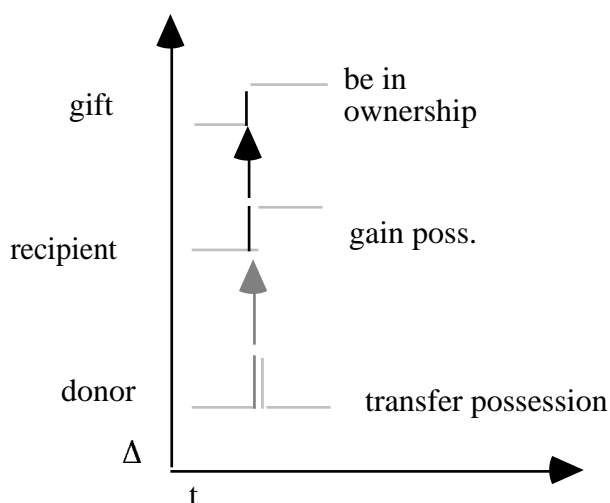 be in
gift
ownership
recipient
gain poss.
donor
transfer possession
Δ
t